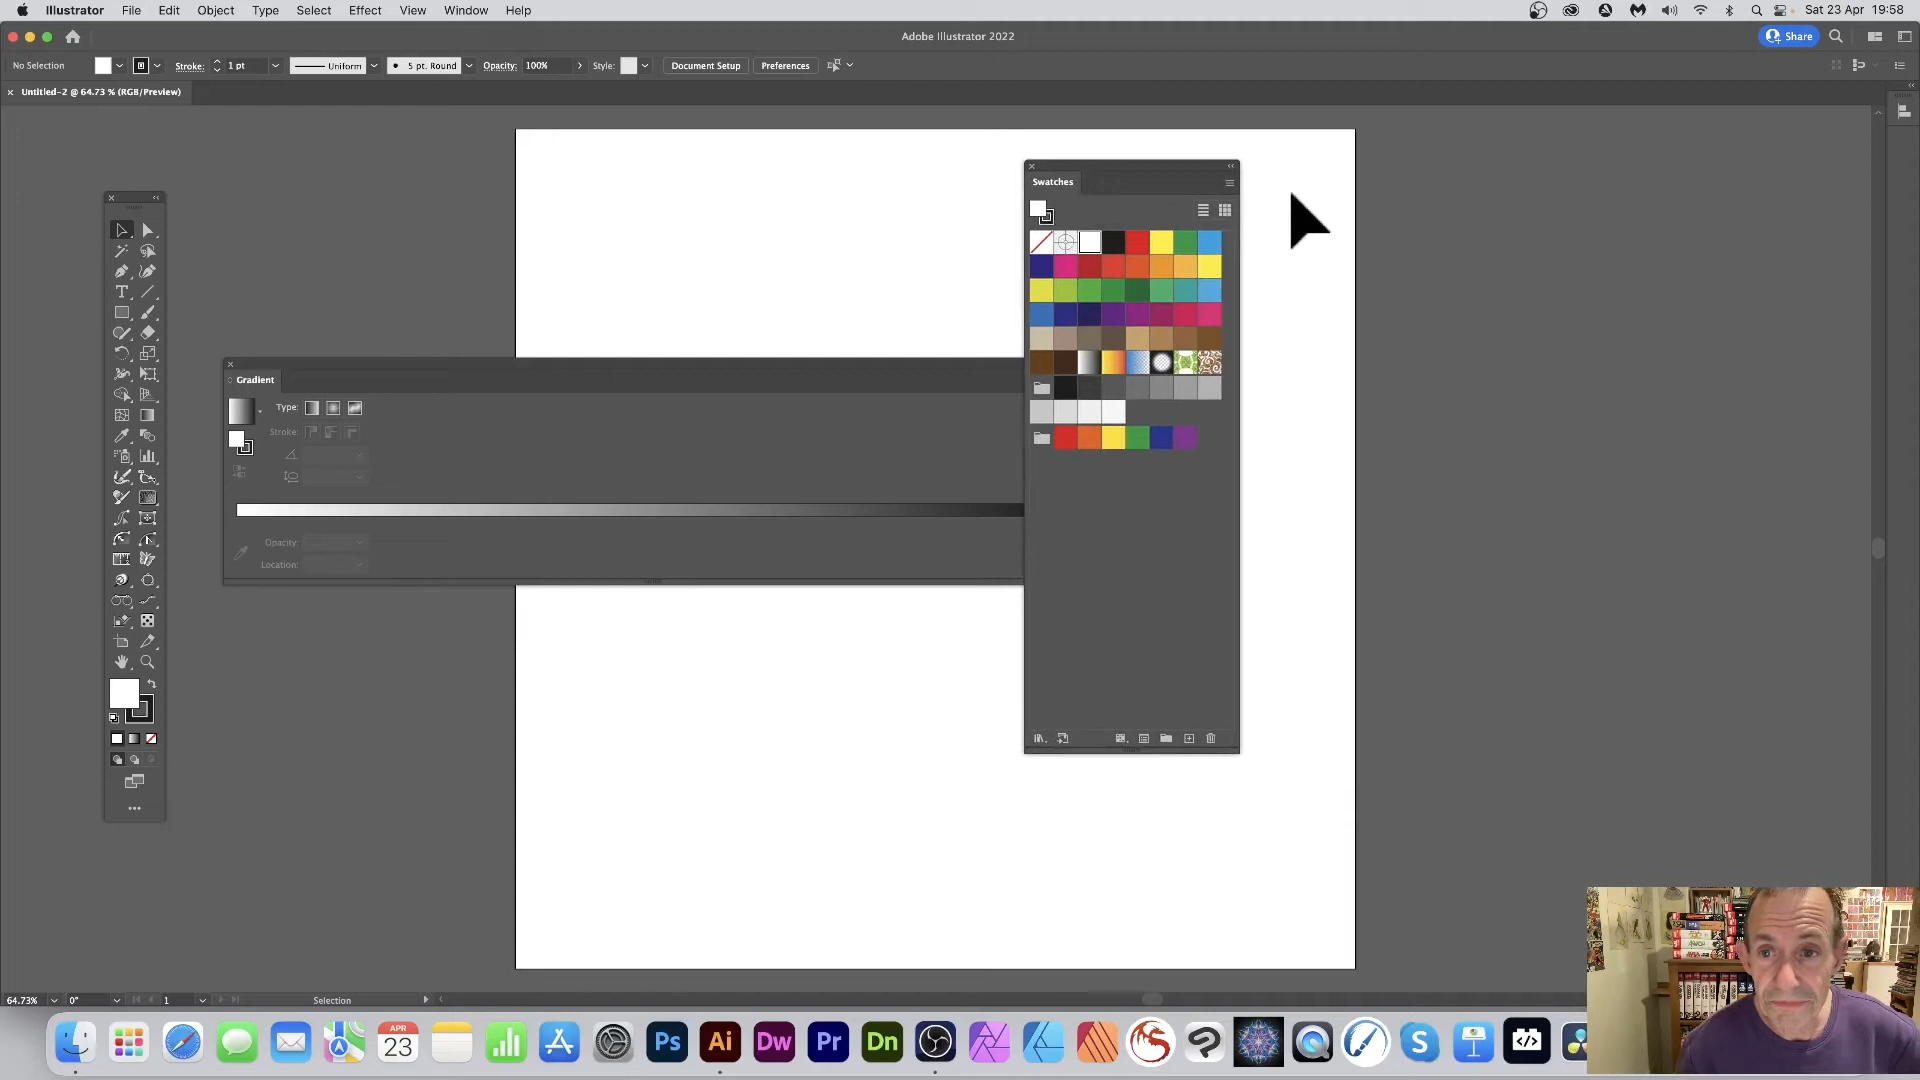 Illustrator File Edit Object Type Select Effect View Window Help
Sat 23 Apr 19:58
Adobe Illustrator 2022
Share
No Selection
Stroke: 1 pt
Uniform
5 pt. Round
Opacity: 100%
Style:
Document Setup
Preferences
Untitled-2 @ 64.73 % (RGB/Preview)
Swatches
Gradient
Type:
Stroke:
Opacity:
Location:
64.73%
0°
1
Selection
APR
23
Ps
Ai
Dw
Pr
Dn